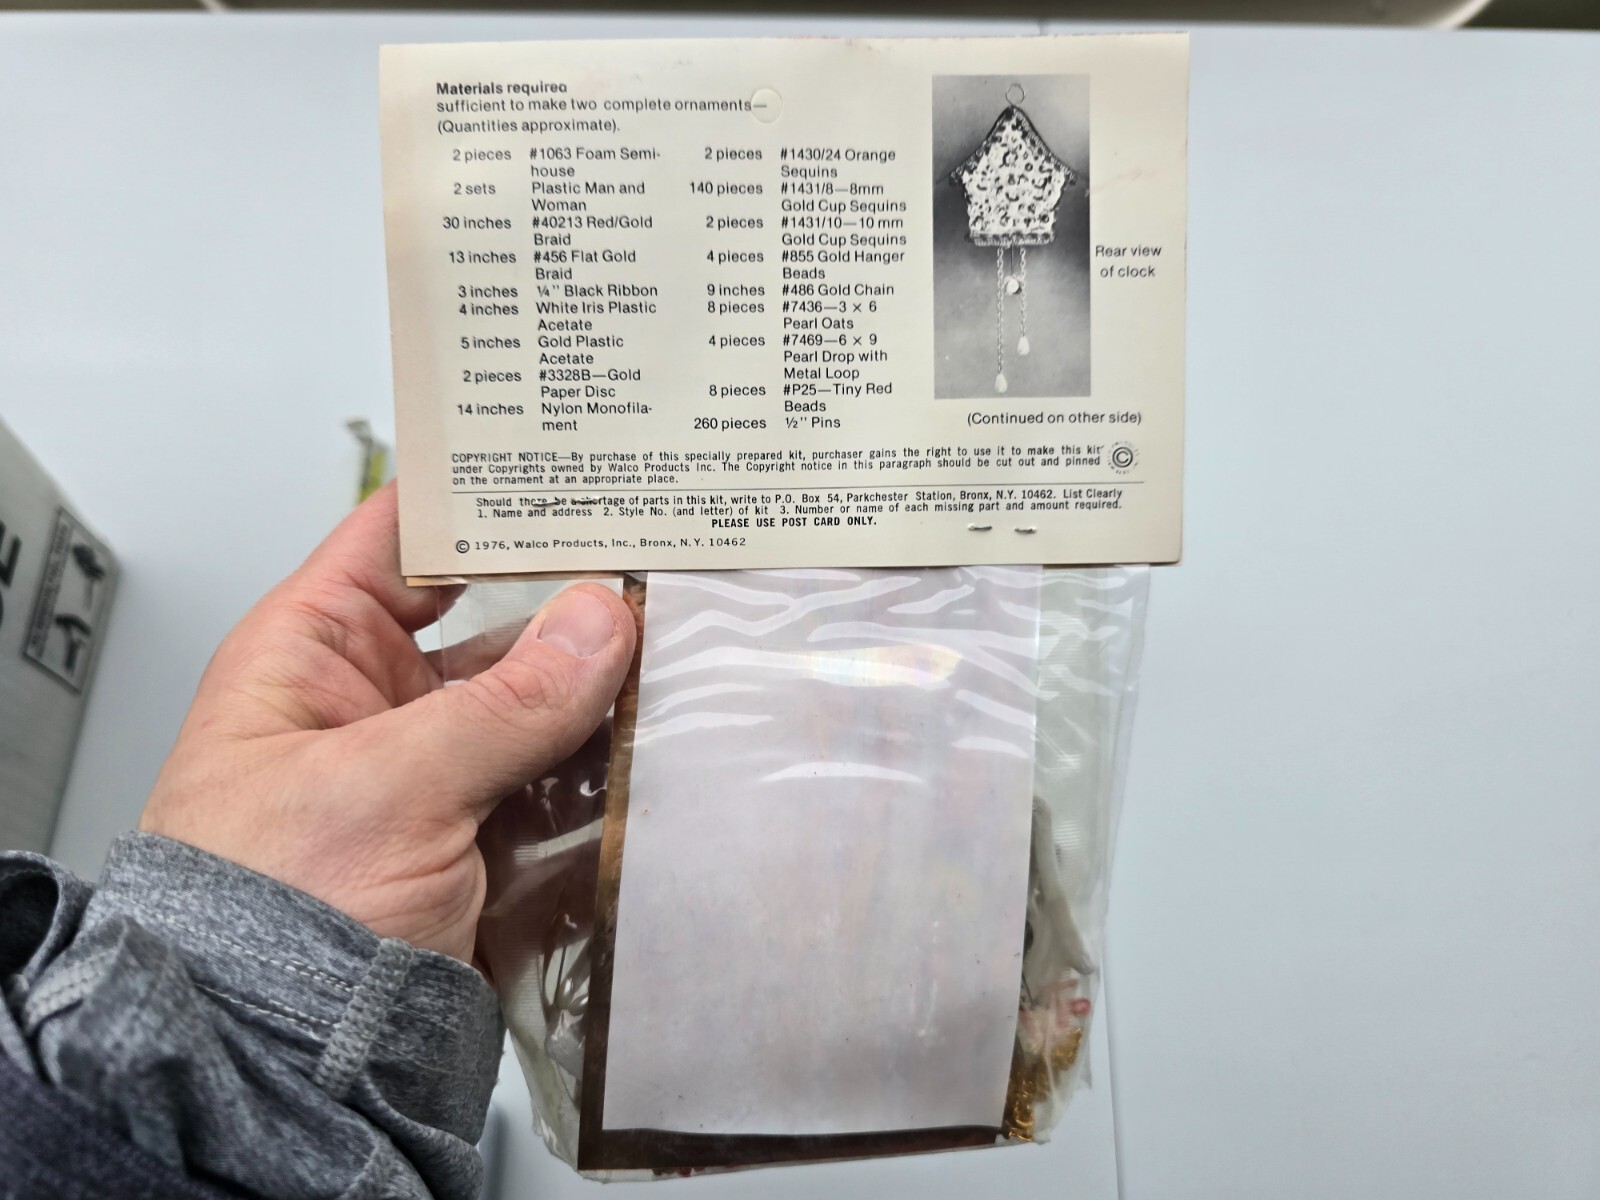 Materials required
sufficient to make two complete ornaments—
(Quantities approximate).
2 pieces #1063 Foam Semi-
house
2 sets Plastic Man and
Woman
30 inches #40213 Red/Gold
Braid
13 inches #456 Flat Gold
Braid
3 inches ¼" Black Ribbon
4 inches White Iris Plastic
Acetate
5 inches Gold Plastic
Acetate
2 pieces #3328B—Gold
Paper Disc
14 inches Nylon Monofila-
ment
2 pieces #1430/24 Orange
Sequins
140 pieces #1431/8—8mm
Gold Cup Sequins
2 pieces #1431/10—10 mm
Gold Cup Sequins
4 pieces #855 Gold Hanger
Beads
9 inches #486 Gold Chain
8 pieces #7436—3 × 6
Pearl Oats
4 pieces #7469—6 × 9
Pearl Drop with
Metal Loop
8 pieces #P25—Tiny Red
Beads
260 pieces ½" Pins
Rear view
of clock
(Continued on other side)
COPYRIGHT NOTICE—By purchase of this specially prepared kit, purchaser gains the right to use it to make this kit
under Copyrights owned by Walco Products Inc. The Copyright notice in this paragraph should be cut out and pinned
on the ornament at an appropriate place.
©
Should there be a shortage of parts in this kit, write to P.O. Box 54, Parkchester Station, Bronx, N.Y. 10462. List Clearly
1. Name and address 2. Style No. (and letter) of kit 3. Number or name of each missing part and amount required.
PLEASE USE POST CARD ONLY.
© 1976, Walco Products, Inc., Bronx, N.Y. 10462